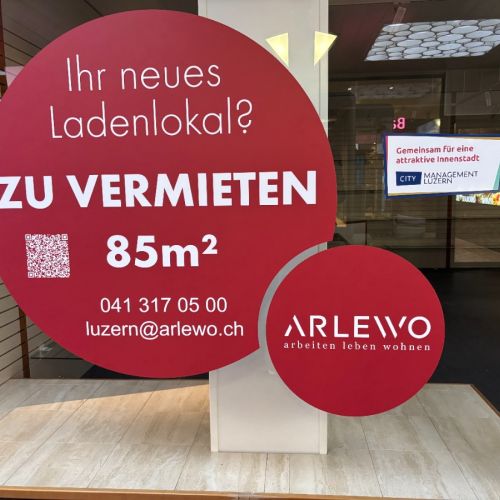 Ihr neues
Ladenlokal?
ZU VERMIETEN
85m²
041 317 05 00
luzern@arlewo.ch
ARLEWO
arbeiten leben wohnen
Gemeinsam für eine
attraktive Innenstadt
CITY MANAGEMENT
LUZERN